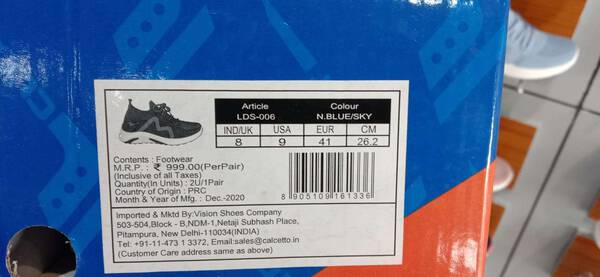 Article Colour
LDS-006 N.BLUE/SKY
IND/UK USA EUR CM
8 9 41 26.2
Contents : Footwear
M.R.P. : ₹ 999.00(PerPair)
(Inclusive of all Taxes)
Quantity(In Units) : 2U/1Pair
Country of Origin : PRC
Month & Year of Mfg. : Dec.-2020
8 905109 161336
Imported & Mktd By:Vision Shoes Company
503-504,Block - B,NDM-1,Netaji Subhash Place,
Pitampura, New Delhi-110034(INDIA)
Tel: +91-11-473 1 3372, Email:sales@calcetto.in
(Customer Care address same as above)